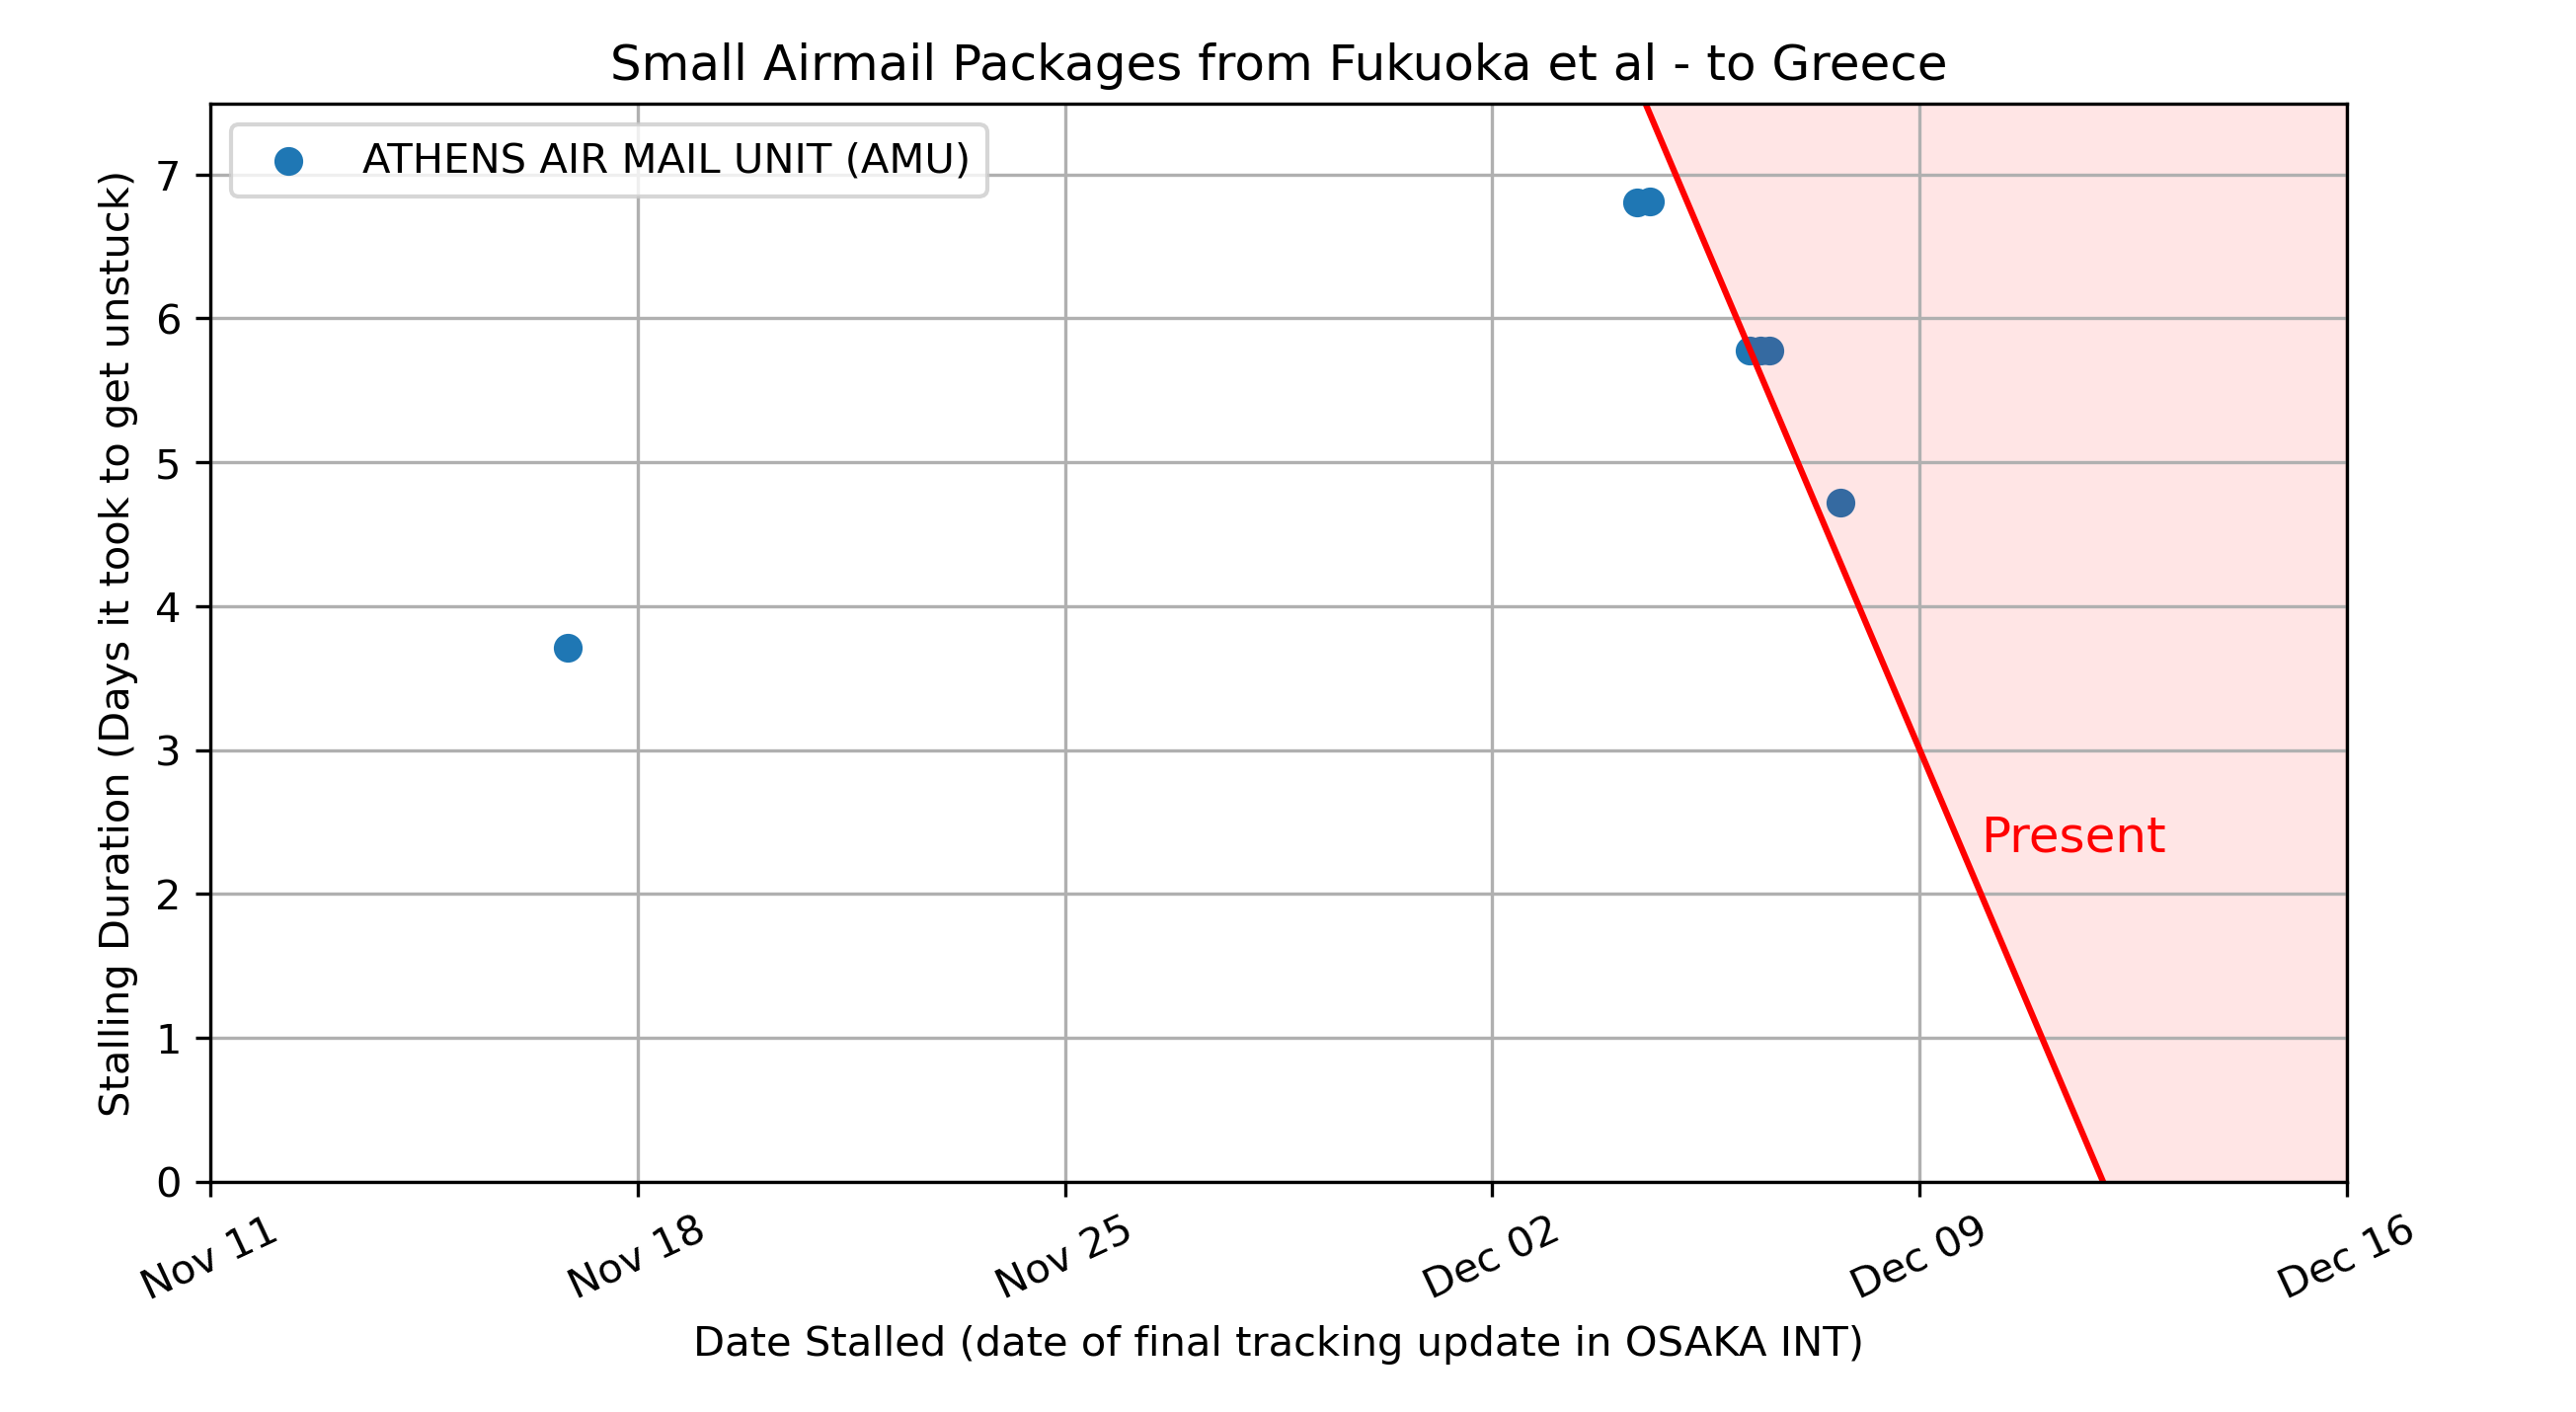 Small Airmail Packages from Fukuoka et al - to Greece
ATHENS AIR MAIL UNIT (AMU)
Stalling Duration (Days it took to get unstuck)
7
6
5
4
3
2
1
0
Present
Nov 11
Nov 18
Nov 25
Dec 02
Dec 09
Dec 16
Date Stalled (date of final tracking update in OSAKA INT)